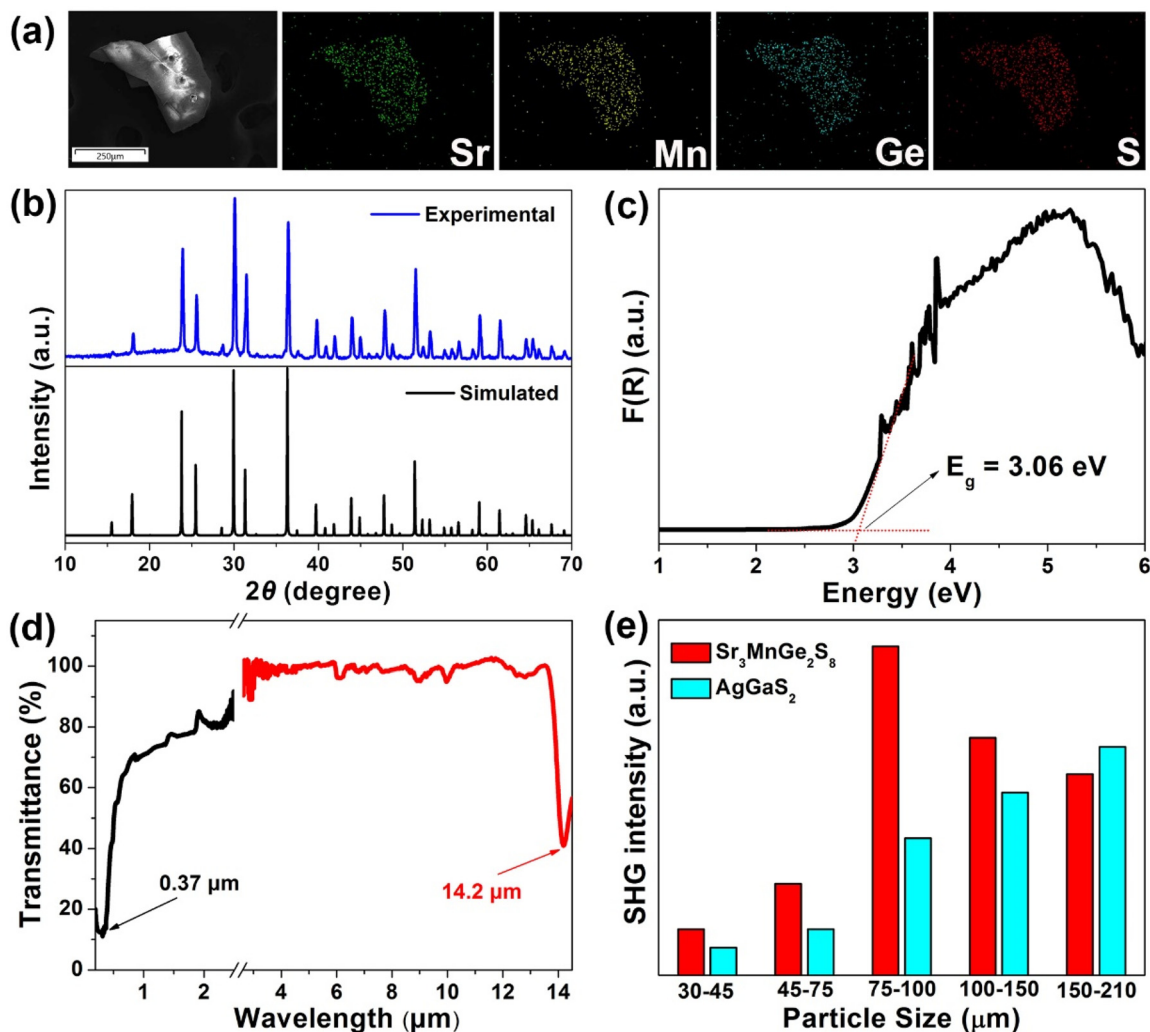 (a)
250μm
Sr
Mn
Ge
S
(b)
Experimental
Simulated
Intensity (a.u.)
10 20 30 40 50 60 70
2θ (degree)
(c)
F(R) (a.u.)
E_g = 3.06 eV
1 2 3 4 5 6
Energy (eV)
(d)
Transmittance (%)
100
80
60
40
20
0
0.37 μm
14.2 μm
1 2 4 6 8 10 12 14
Wavelength (μm)
(e)
Sr₃MnGe₂S₈
AgGaS₂
SHG intensity (a.u.)
30-45 45-75 75-100 100-150 150-210
Particle Size (μm)